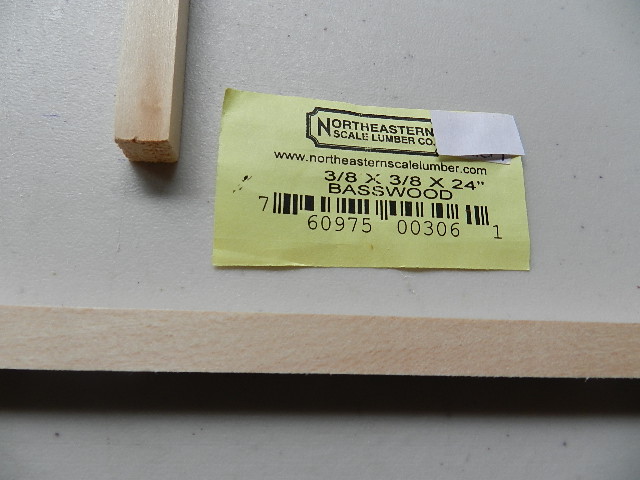 NORTHEASTERN
SCALE LUMBER CO.
www.northeasternscalelumber.com
3/8 X 3/8 X 24"
BASSWOOD
7 60975 00306 1